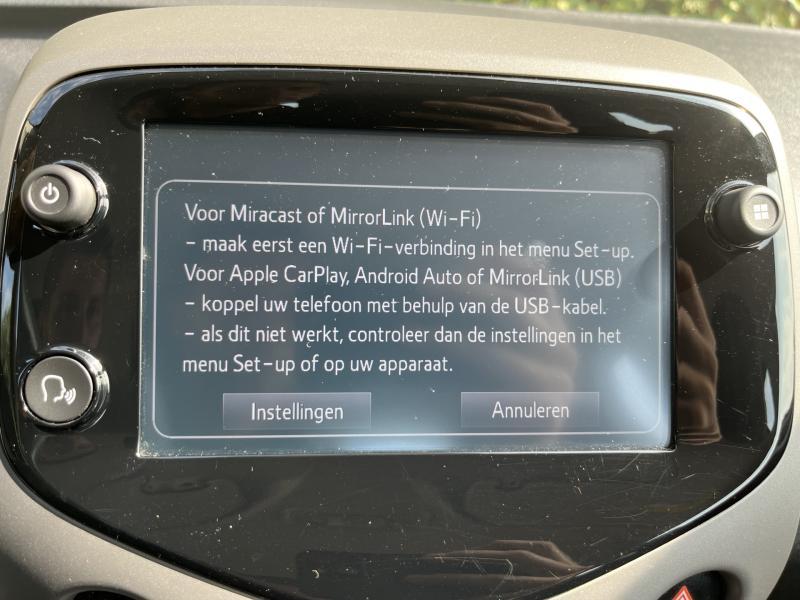 Voor Miracast of MirrorLink (Wi-Fi)
- maak eerst een Wi-Fi-verbinding in het menu Set-up.
Voor Apple CarPlay, Android Auto of MirrorLink (USB)
- koppel uw telefoon met behulp van de USB-kabel.
- als dit niet werkt, controleer dan de instellingen in het
menu Set-up of op uw apparaat.
Instellingen
Annuleren